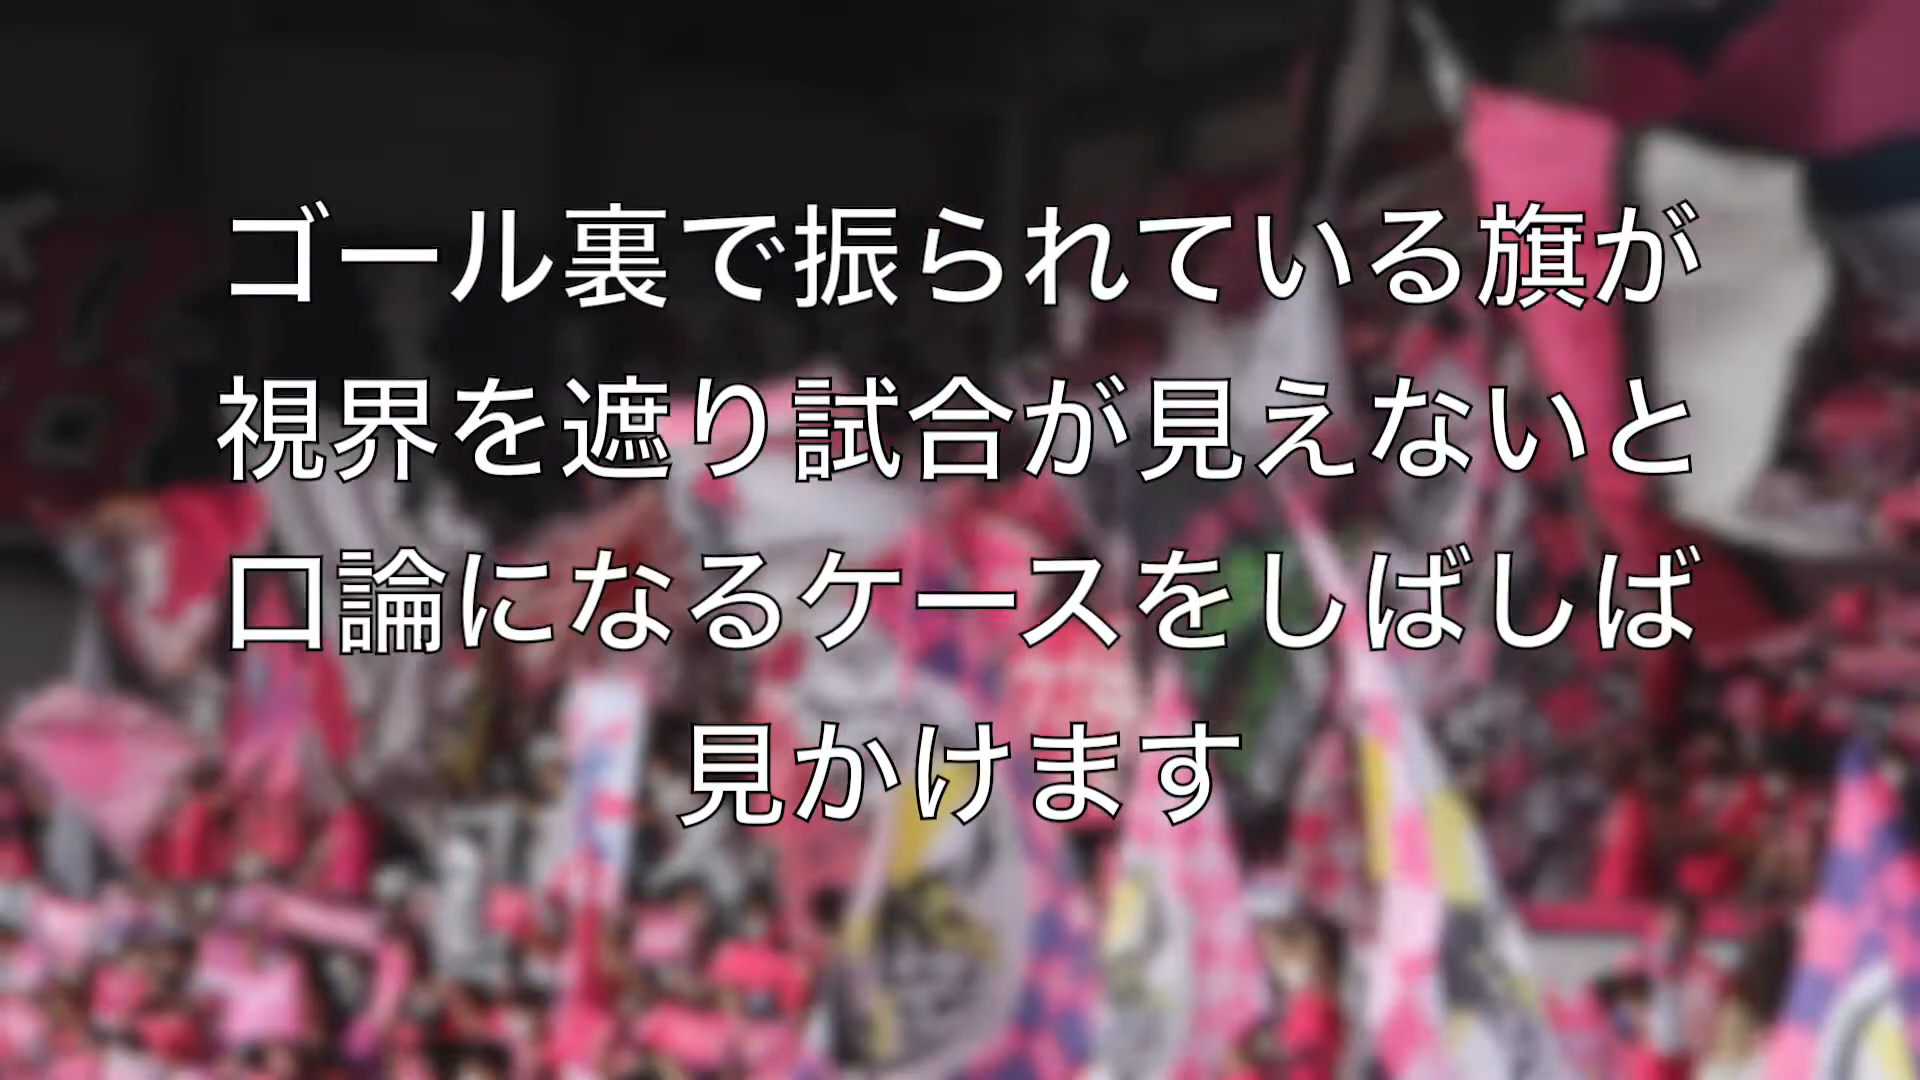 ゴール裏で振られている旗が
視界を遮り試合が見えないと
口論になるケースをしばしば
見かけます